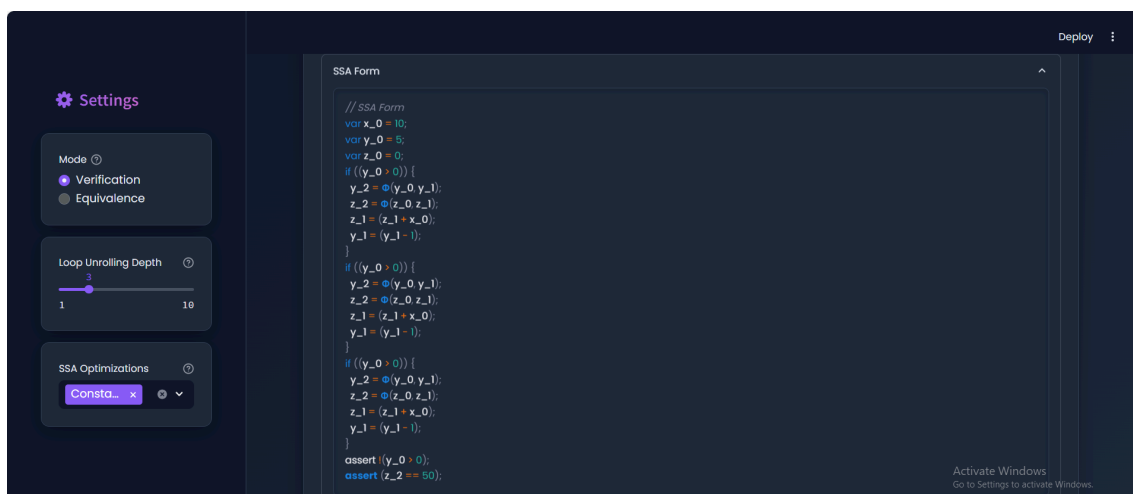 Deploy
Settings
Mode
Verification
Equivalence
Loop Unrolling Depth
3
1 10
SSA Optimizations
Consta... ×
SSA Form
// SSA Form
var x_0 = 10;
var y_0 = 5;
var z_0 = 0;
if ((y_0 > 0)) {
y_2 = Φ(y_0, y_1);
z_2 = Φ(z_0, z_1);
z_1 = (z_1 + x_0);
y_1 = (y_1 - 1);
}
if ((y_0 > 0)) {
y_2 = Φ(y_0, y_1);
z_2 = Φ(z_0, z_1);
z_1 = (z_1 + x_0);
y_1 = (y_1 - 1);
}
if ((y_0 > 0)) {
y_2 = Φ(y_0, y_1);
z_2 = Φ(z_0, z_1);
z_1 = (z_1 + x_0);
y_1 = (y_1 - 1);
}
assert !(y_0 > 0);
assert (z_2 == 50);
Activate Windows
Go to Settings to activate Windows.